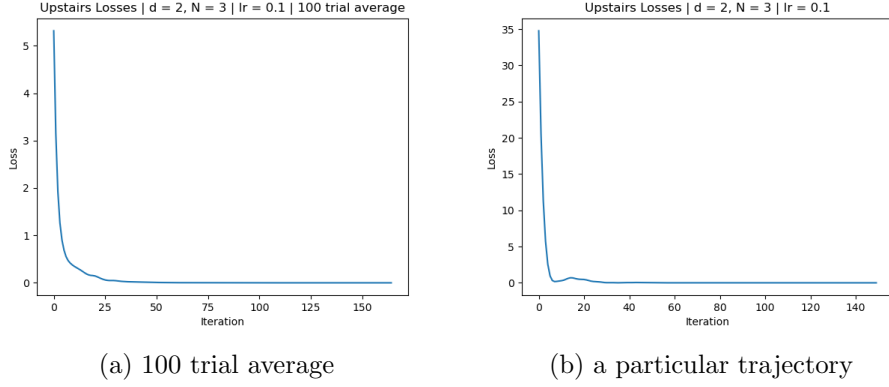 Upstairs Losses | d = 2, N = 3 | lr = 0.1 | 100 trial average
5
4
3
2
1
0
Loss
0 25 50 75 100 125 150
Iteration
(a) 100 trial average
Upstairs Losses | d = 2, N = 3 | lr = 0.1
35
30
25
20
15
10
5
0
Loss
0 20 40 60 80 100 120 140
Iteration
(b) a particular trajectory